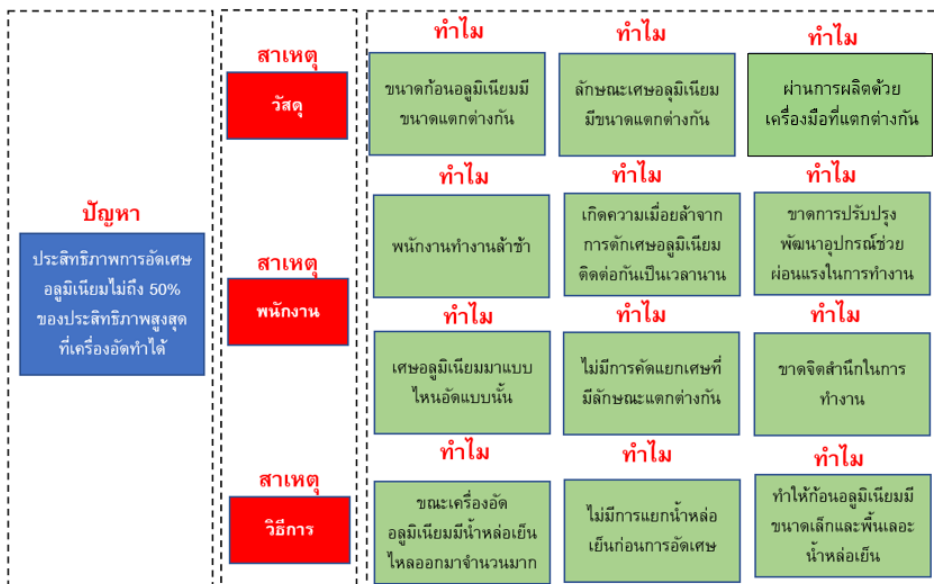 ปัญหา
ประสิทธิภาพการอัดเศษ
อลูมิเนียมไม่ถึง 50%
ของประสิทธิภาพสูงสุด
ที่เครื่องอัดทำได้
สาเหตุ
วัสดุ
ทำไม
ขนาดก้อนอลูมิเนียมมี
ขนาดแตกต่างกัน
ทำไม
ลักษณะเศษอลุมิเนียม
มีขนาดแตกต่างกัน
ทำไม
ผ่านการผลิตด้วย
เครื่องมือที่แตกต่างกัน
สาเหตุ
พนักงาน
ทำไม
พนักงานทำงานล้าช้า
ทำไม
เกิดความเมื่อยล้าจาก
การตักเศษอลูมิเนียม
ติดต่อกันเป็นเวลานาน
ทำไม
ขาดการปรับปรุง
พัฒนาอุปกรณ์ช่วย
ผ่อนแรงในการทำงาน
ทำไม
เศษอลูมิเนียมมาแบบ
ไหนอัดแบบนั้น
ทำไม
ไม่มีการคัดแยกเศษที่
มีลักษณะแตกต่างกัน
ทำไม
ขาดจิตสำนึกในการ
ทำงาน
สาเหตุ
วิธีการ
ทำไม
ขณะเครื่องอัด
อลูมิเนียมมีน้ำหล่อเย็น
ไหลออกมาจำนวนมาก
ทำไม
ไม่มีการแยกน้ำหล่อ
เย็นก่อนการอัดเศษ
ทำไม
ทำให้ก้อนอลูมิเนียมมี
ขนาดเล็กและพื้นเลอะ
น้ำหล่อเย็น